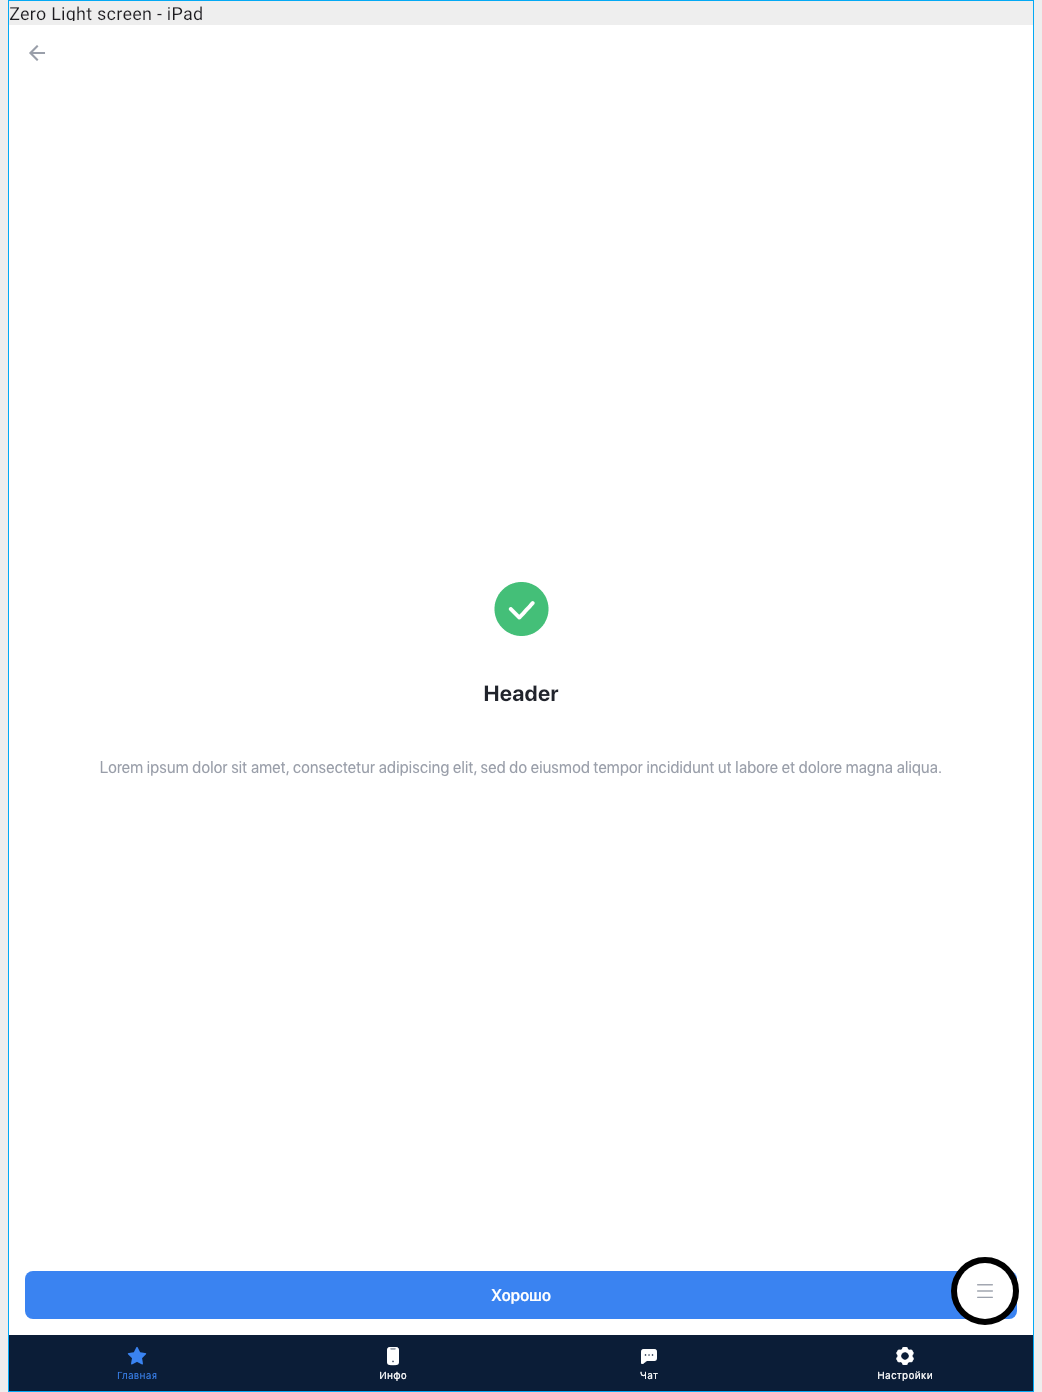 Zero Light screen - iPad
Header
Lorem ipsum dolor sit amet, consectetur adipiscing elit, sed do eiusmod tempor incididunt ut labore et dolore magna aliqua.
Хорошо
Главная Инфо Чат Настройки